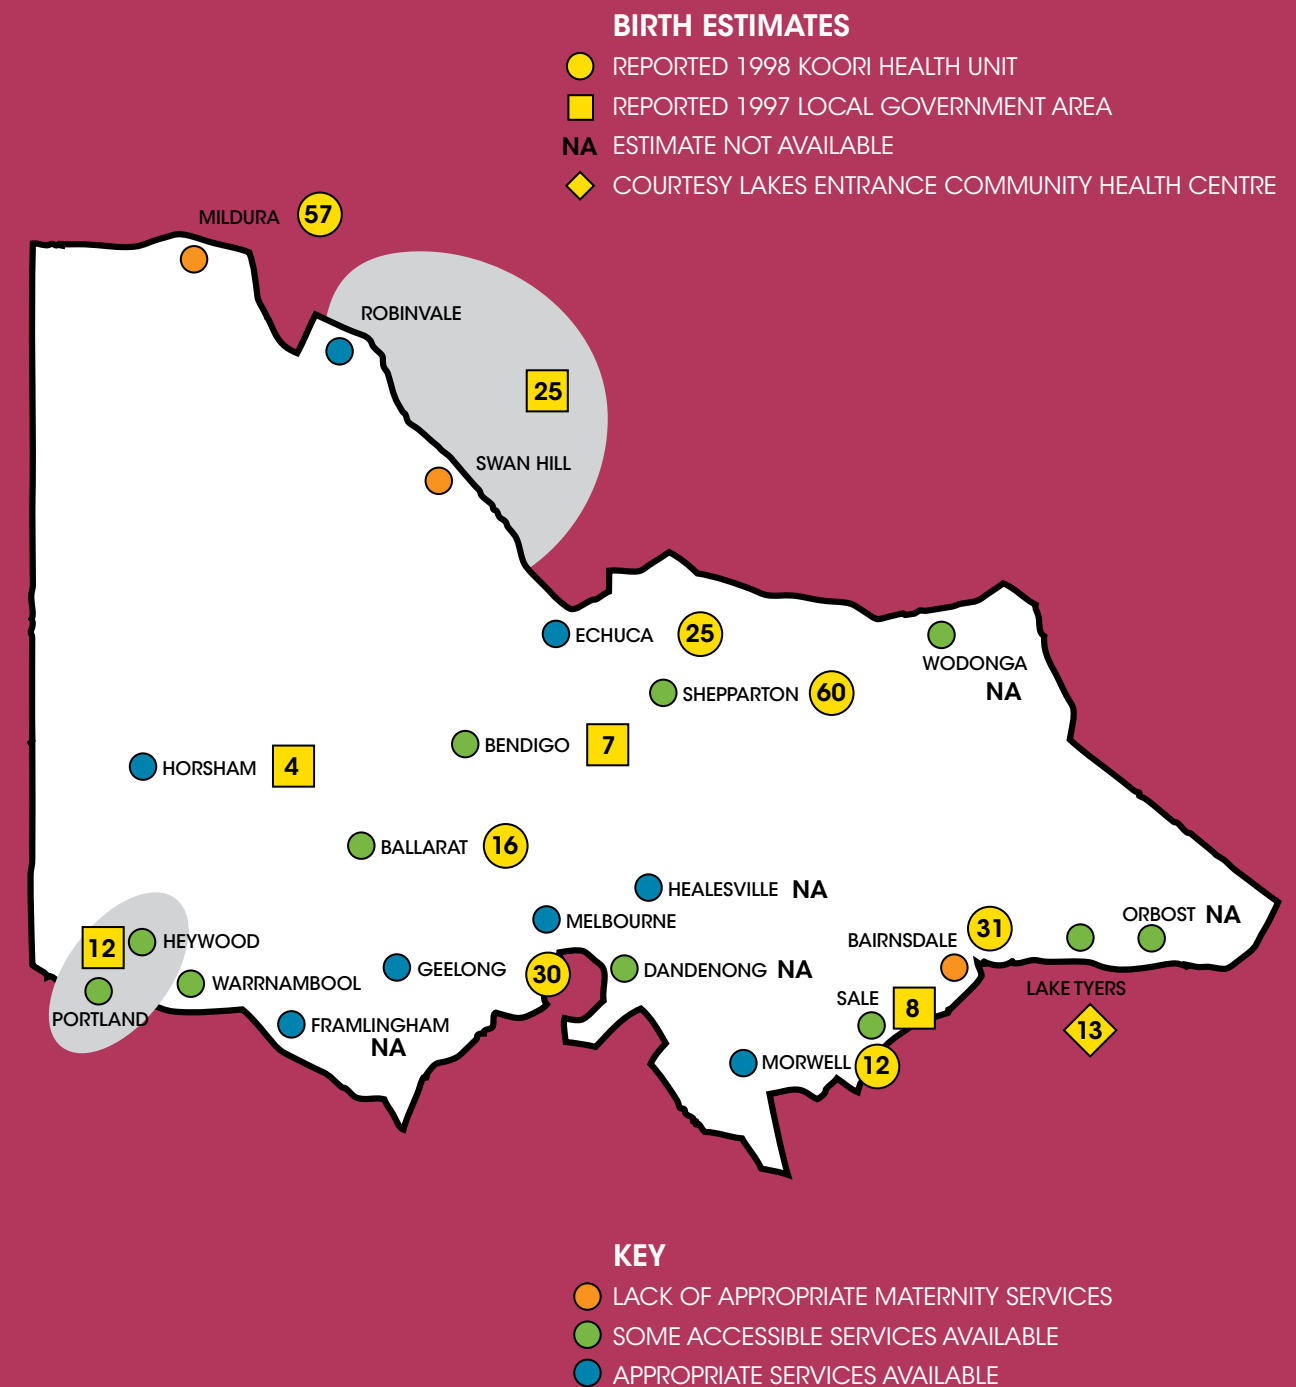 BIRTH ESTIMATES
REPORTED 1998 KOORI HEALTH UNIT
REPORTED 1997 LOCAL GOVERNMENT AREA
NA ESTIMATE NOT AVAILABLE
COURTESY LAKES ENTRANCE COMMUNITY HEALTH CENTRE
MILDURA 57
ROBINVALE
25
SWAN HILL
ECHUCA 25
WODONGA
NA
SHEPPARTON 60
BENDIGO 7
HORSHAM 4
BALLARAT 16
HEALESVILLE NA
MELBOURNE
ORBOST NA
BAIRNSDALE 31
12 HEYWOOD
GEELONG 30
DANDENONG NA
WARRNAMBOOL
LAKE TYERS
13
SALE 8
PORTLAND
FRAMLINGHAM
NA
MORWELL 12
KEY
LACK OF APPROPRIATE MATERNITY SERVICES
SOME ACCESSIBLE SERVICES AVAILABLE
APPROPRIATE SERVICES AVAILABLE